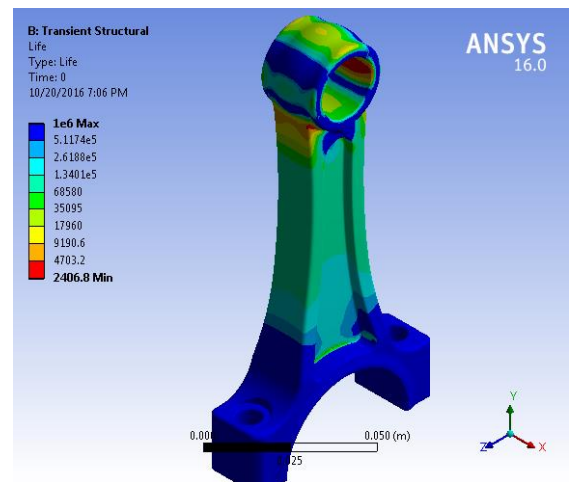 B: Transient Structural
Life
Type: Life
Time: 0
10/20/2016 7:06 PM
ANSYS
16.0
1e6 Max
5.1174e5
2.6188e5
1.3401e5
68580
35095
17960
9190.6
4703.2
2406.8 Min
0.050 (m)
Y
Z
X